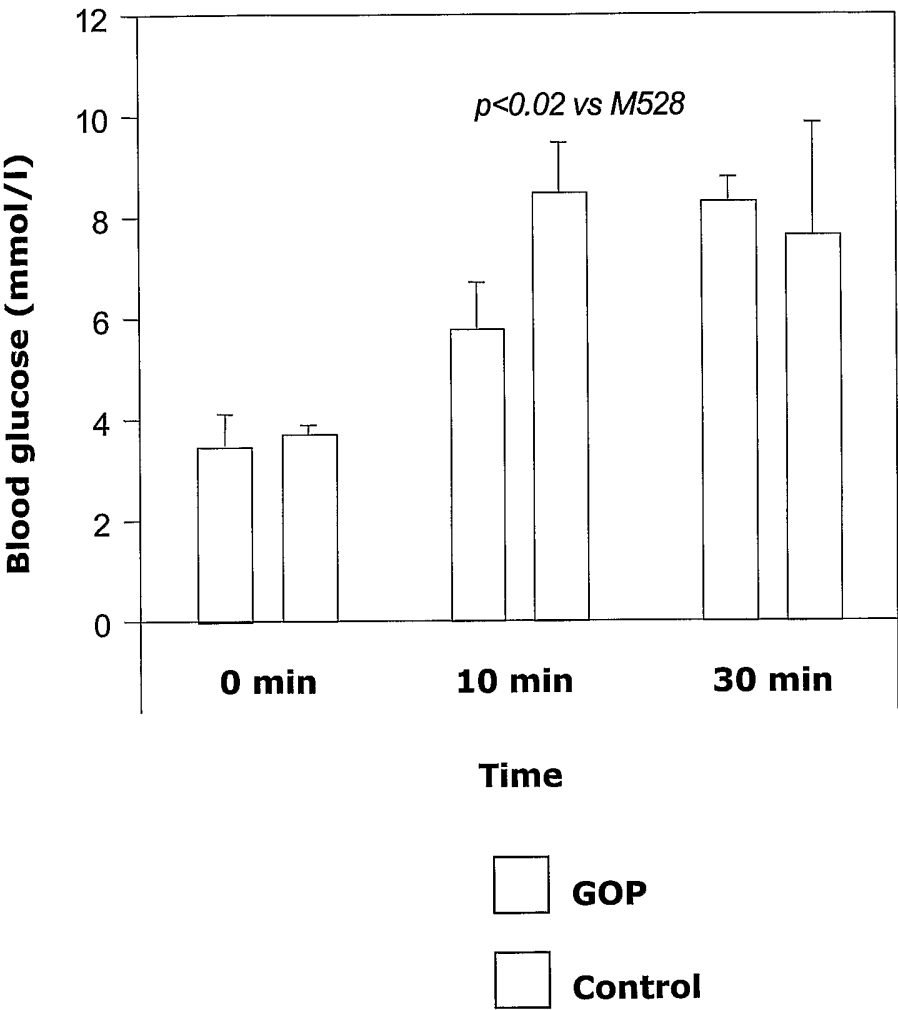 Blood glucose (mmol/l)
12
10
8
6
4
2
0
p<0.02 vs M528
0 min
10 min
30 min
Time
GOP
Control